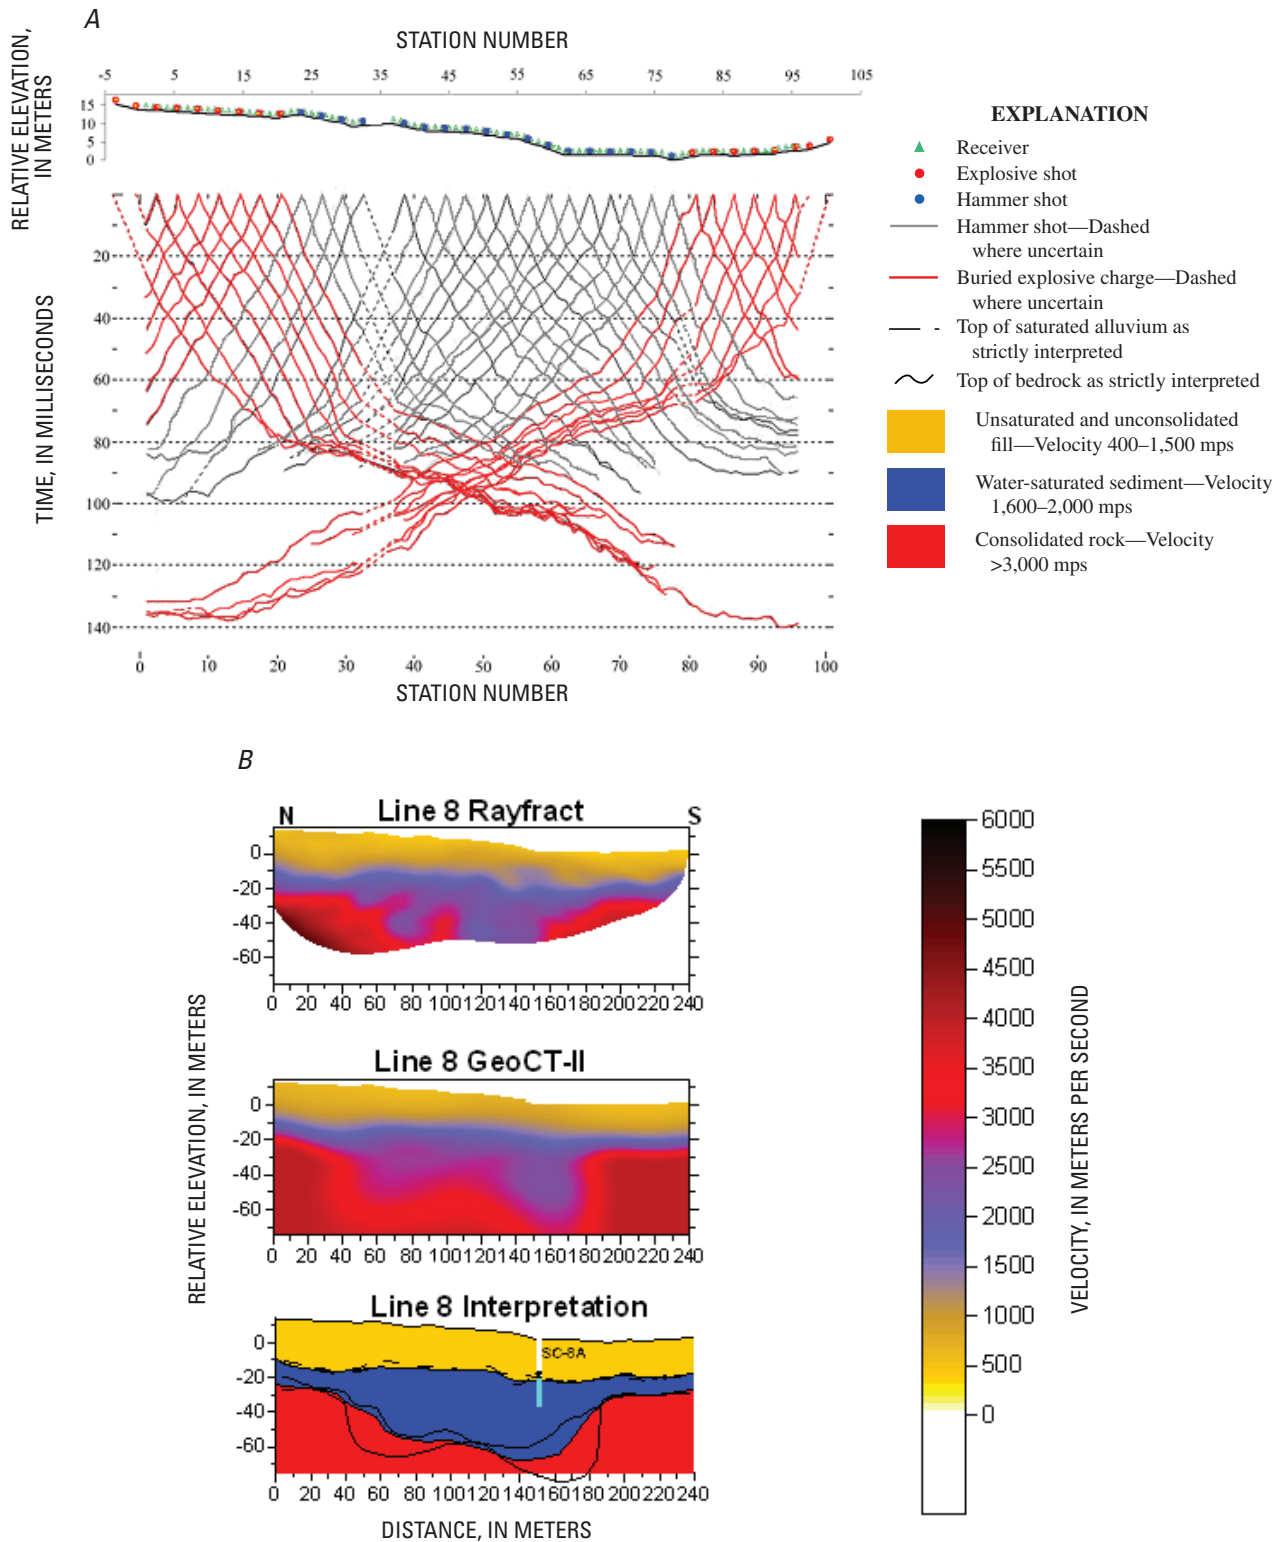 A
STATION NUMBER
-5 5 15 25 35 45 55 65 75 85 95 105
RELATIVE ELEVATION,
IN METERS
15
10
5
0
EXPLANATION
Receiver
Explosive shot
Hammer shot
Hammer shot—Dashed
where uncertain
Buried explosive charge—Dashed
where uncertain
Top of saturated alluvium as
strictly interpreted
Top of bedrock as strictly interpreted
Unsaturated and unconsolidated
fill—Velocity 400–1,500 mps
Water-saturated sediment—Velocity
1,600–2,000 mps
Consolidated rock—Velocity
>3,000 mps
TIME, IN MILLISECONDS
20
40
60
80
100
120
140
0 10 20 30 40 50 60 70 80 90 100
STATION NUMBER
B
N Line 8 Rayfract S
0
-20
-40
-60
0 20 40 60 80 100 120 140 160 180 200 220 240
Line 8 GeoCT-II
0
-20
-40
-60
0 20 40 60 80 100 120 140 160 180 200 220 240
Line 8 Interpretation
SC-8A
0
-20
-40
-60
0 20 40 60 80 100 120 140 160 180 200 220 240
RELATIVE ELEVATION, IN METERS
DISTANCE, IN METERS
6000
5500
5000
4500
4000
3500
3000
2500
2000
1500
1000
500
0
VELOCITY, IN METERS PER SECOND